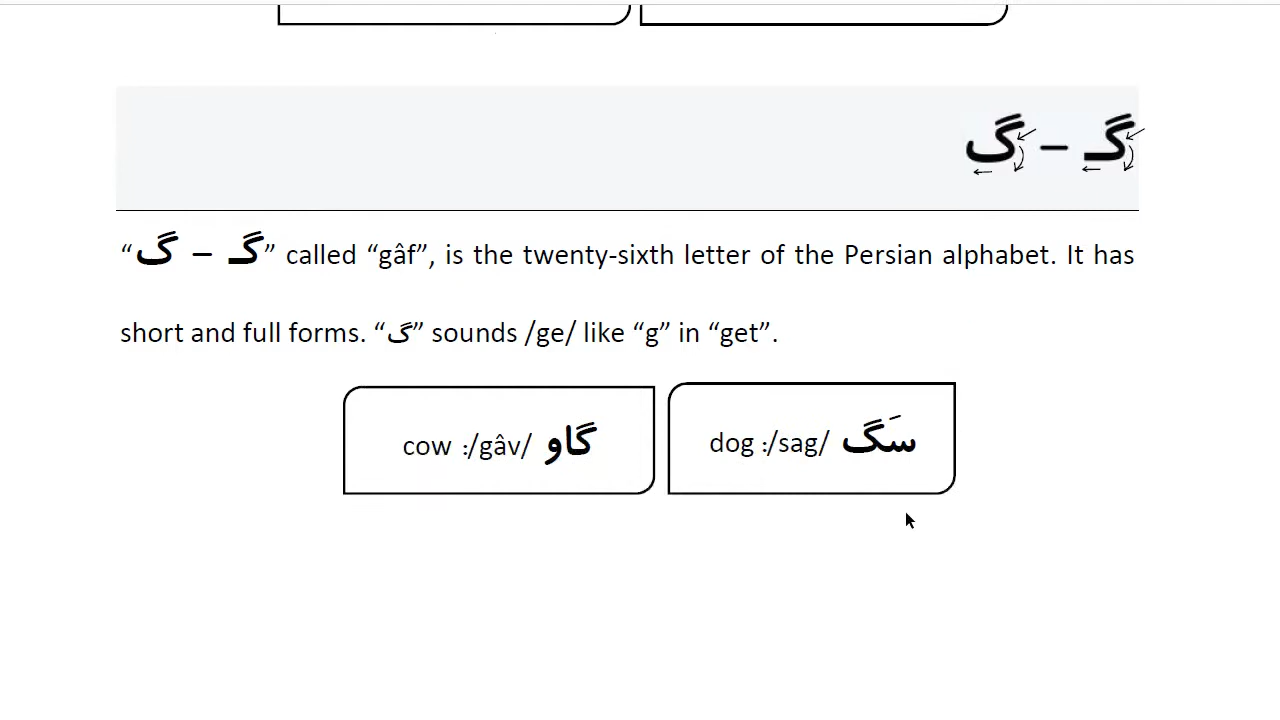 گـ – گ
“گـ – گ” called “gâf”, is the twenty-sixth letter of the Persian alphabet. It has
short and full forms. “گ” sounds /ge/ like “g” in “get”.
سَگ /sag/: dog
گاو /gâv/: cow